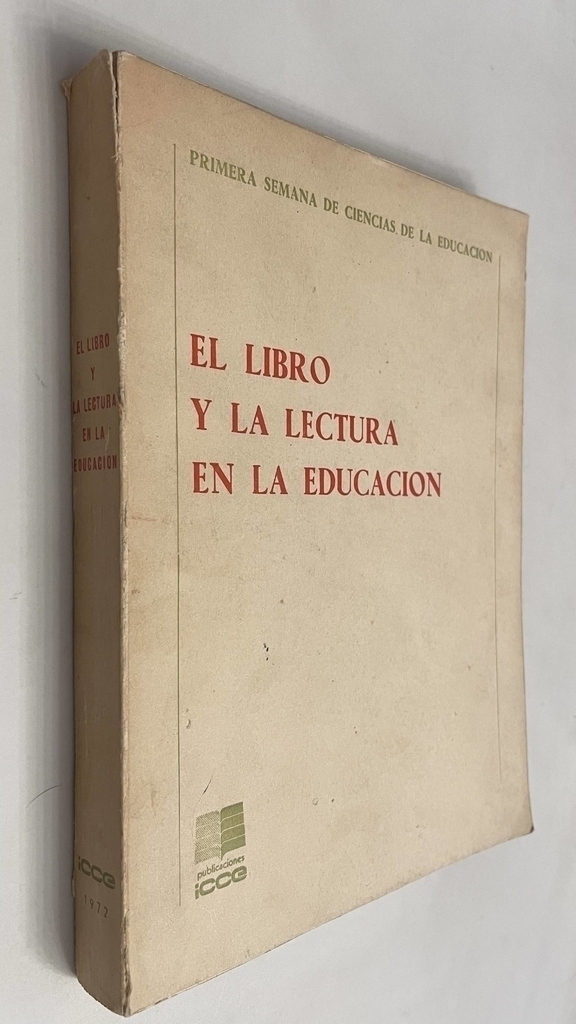 PRIMERA SEMANA DE CIENCIAS DE LA EDUCACION
EL LIBRO
Y LA LECTURA
EN LA EDUCACION
publicaciones
icce
EL LIBRO
Y
LA LECTURA
EN LA
EDUCACION
icce
1972